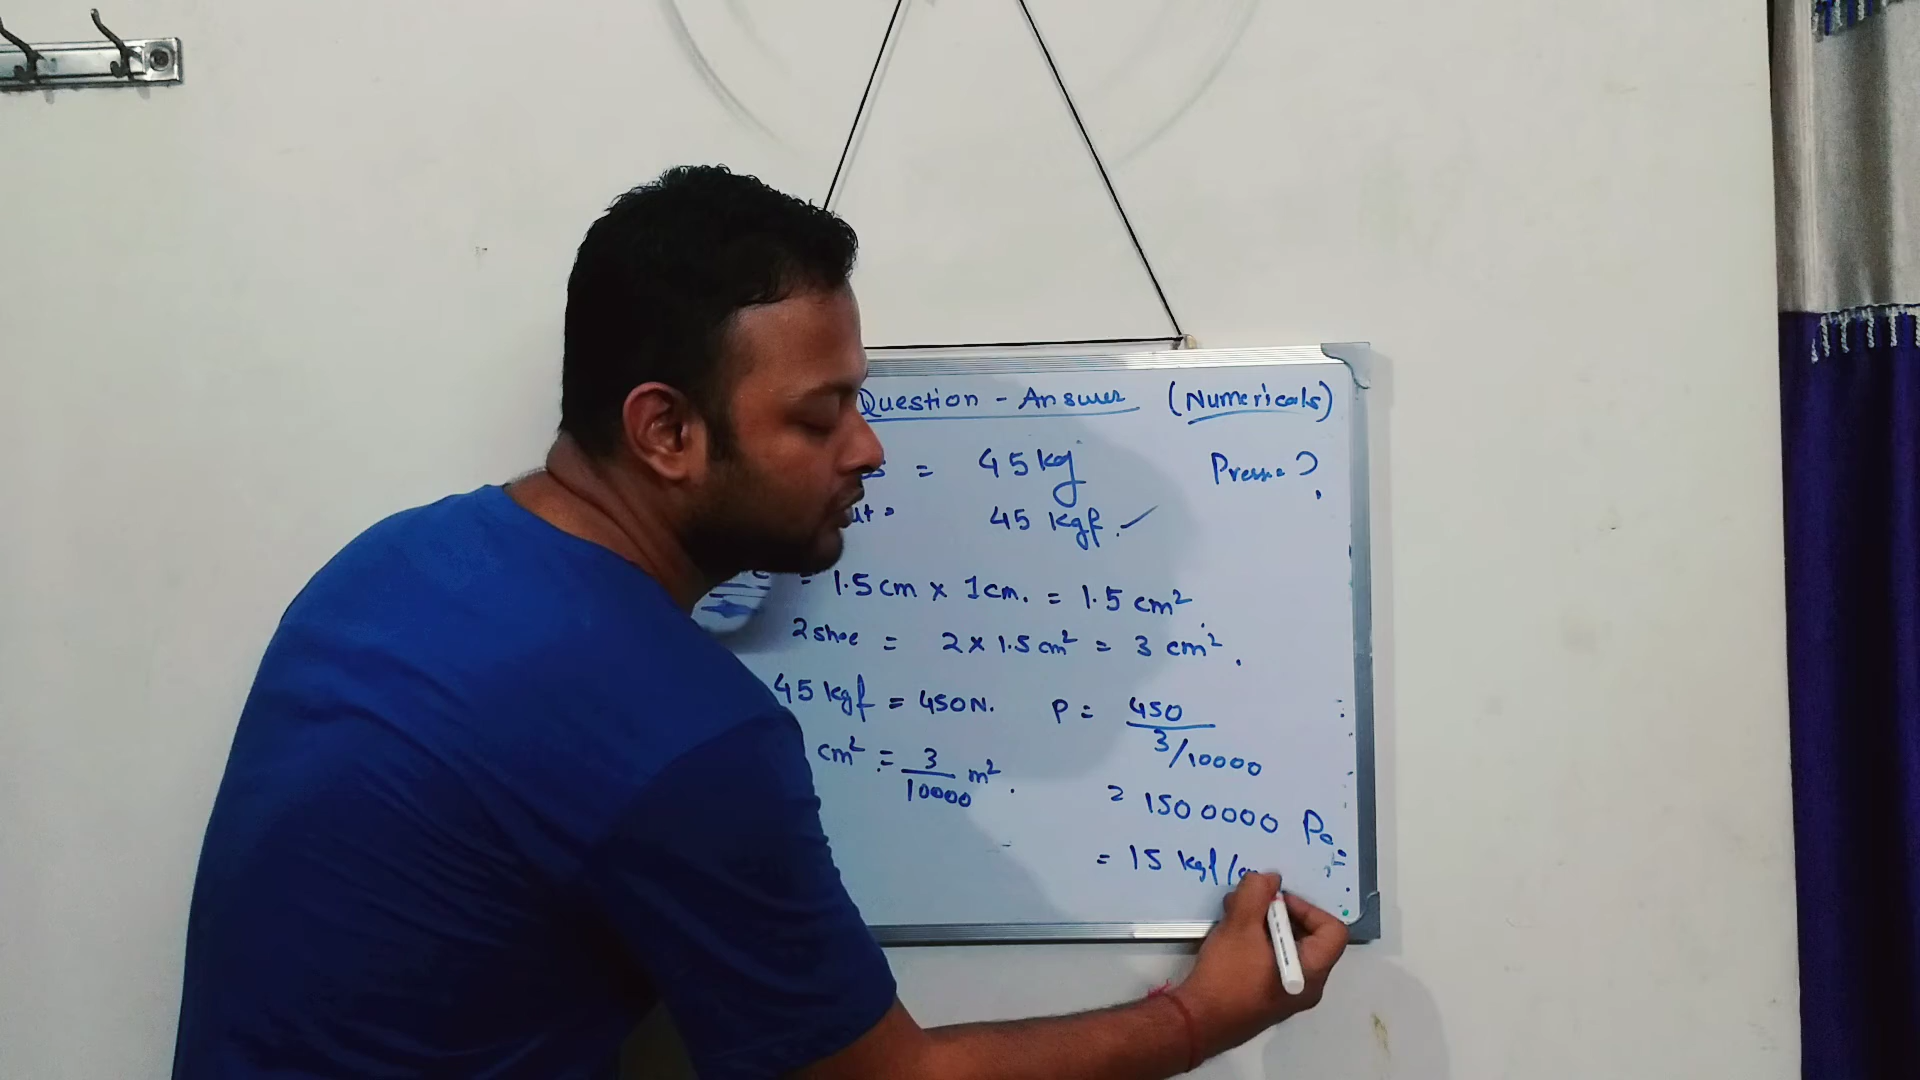 Question - Answer (Numericals)
= 45 kg Pressure ?
45 kgf.
= 1.5 cm x 1 cm. = 1.5 cm²
2 shoe = 2 x 1.5 cm² = 3 cm².
45 kgf = 450N. P = 450
3/10000
cm² = 3/10000 m².
= 1500000 Pa.
= 15 kgf/cm